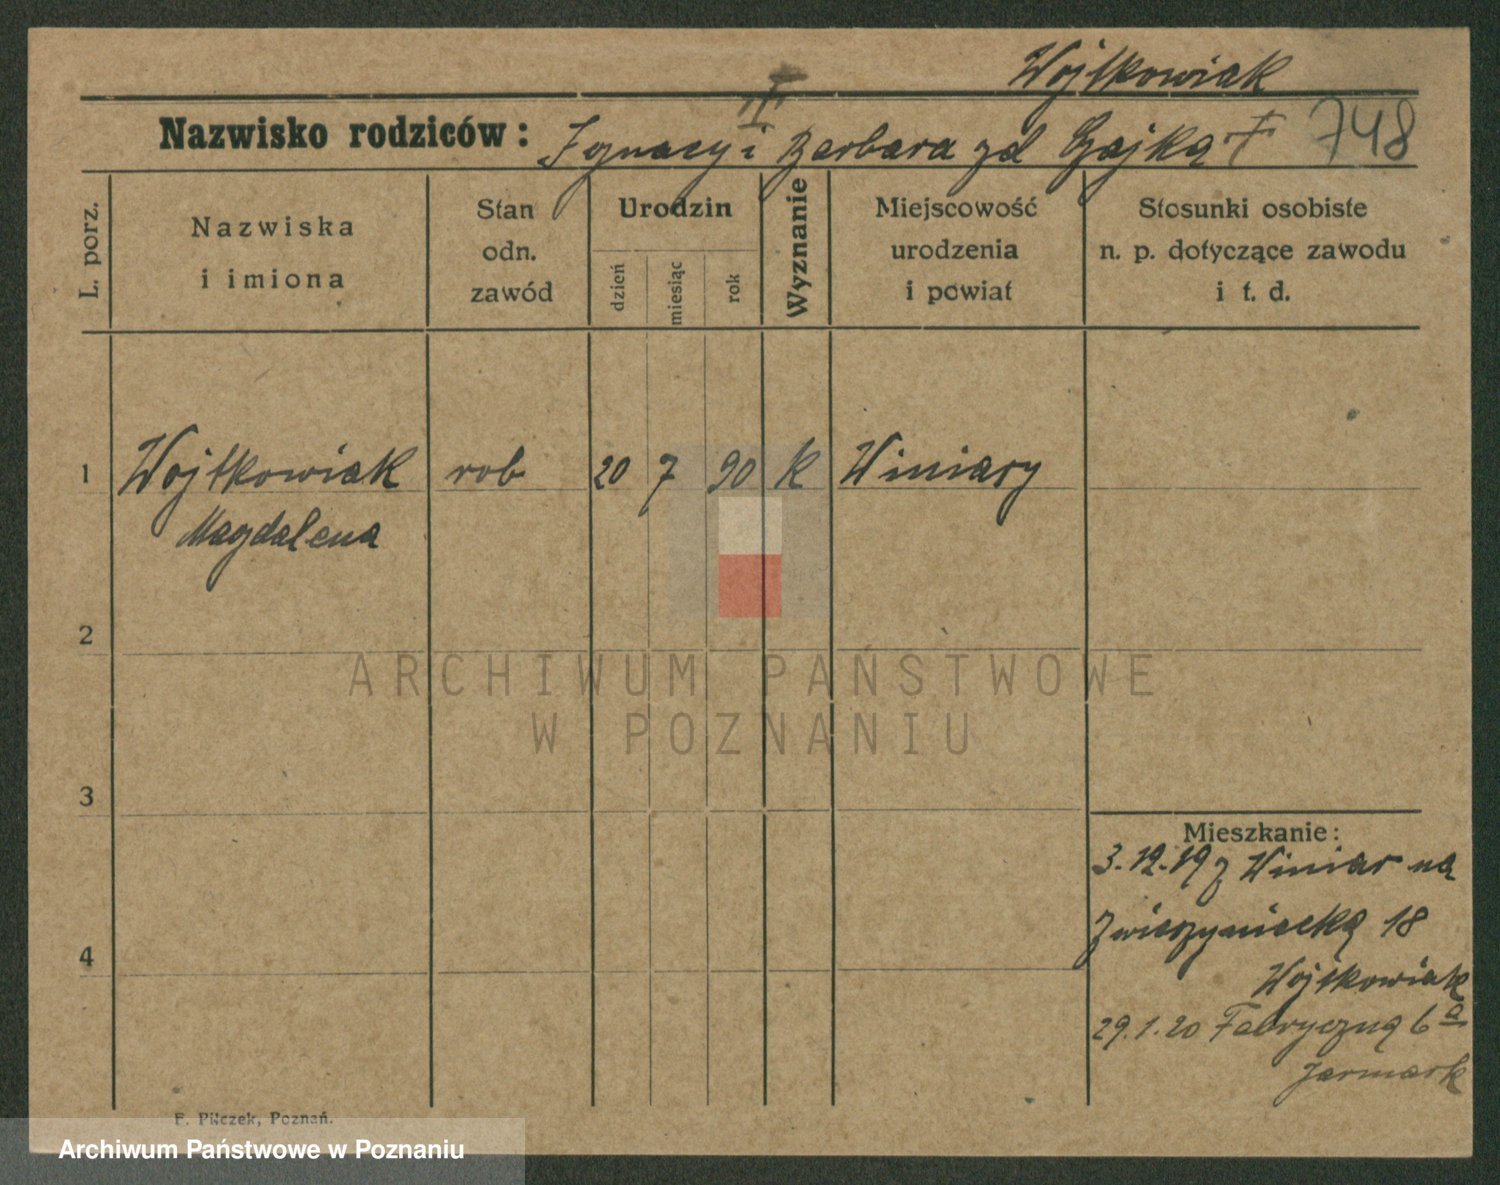 Wojtkowiak
Nazwisko rodziców: Ignacy i Barbara zd Gajka 748
L. porz.
Nazwiska
i imiona
Stan
odn.
zawód
Urodzin
dzień
miesiąc
rok
Wyznanie
Miejscowość
urodzenia
i powiat
Stosunki osobiste
n. p. dotyczące zawodu
i t. d.
1 Wojtkowiak rob 20 7 90 k Winiary
Magdalena
2
ARCHIWUM PAŃSTWOWE
W POZNANIU
3
Mieszkanie:
3.12.19 z Winiar na
Zwierzyniecką 18
4
Wojtkowiak
29.1.20 Fabryczną 6a
Jarmark
F. Pilczek, Poznań.
Archiwum Państwowe w Poznaniu